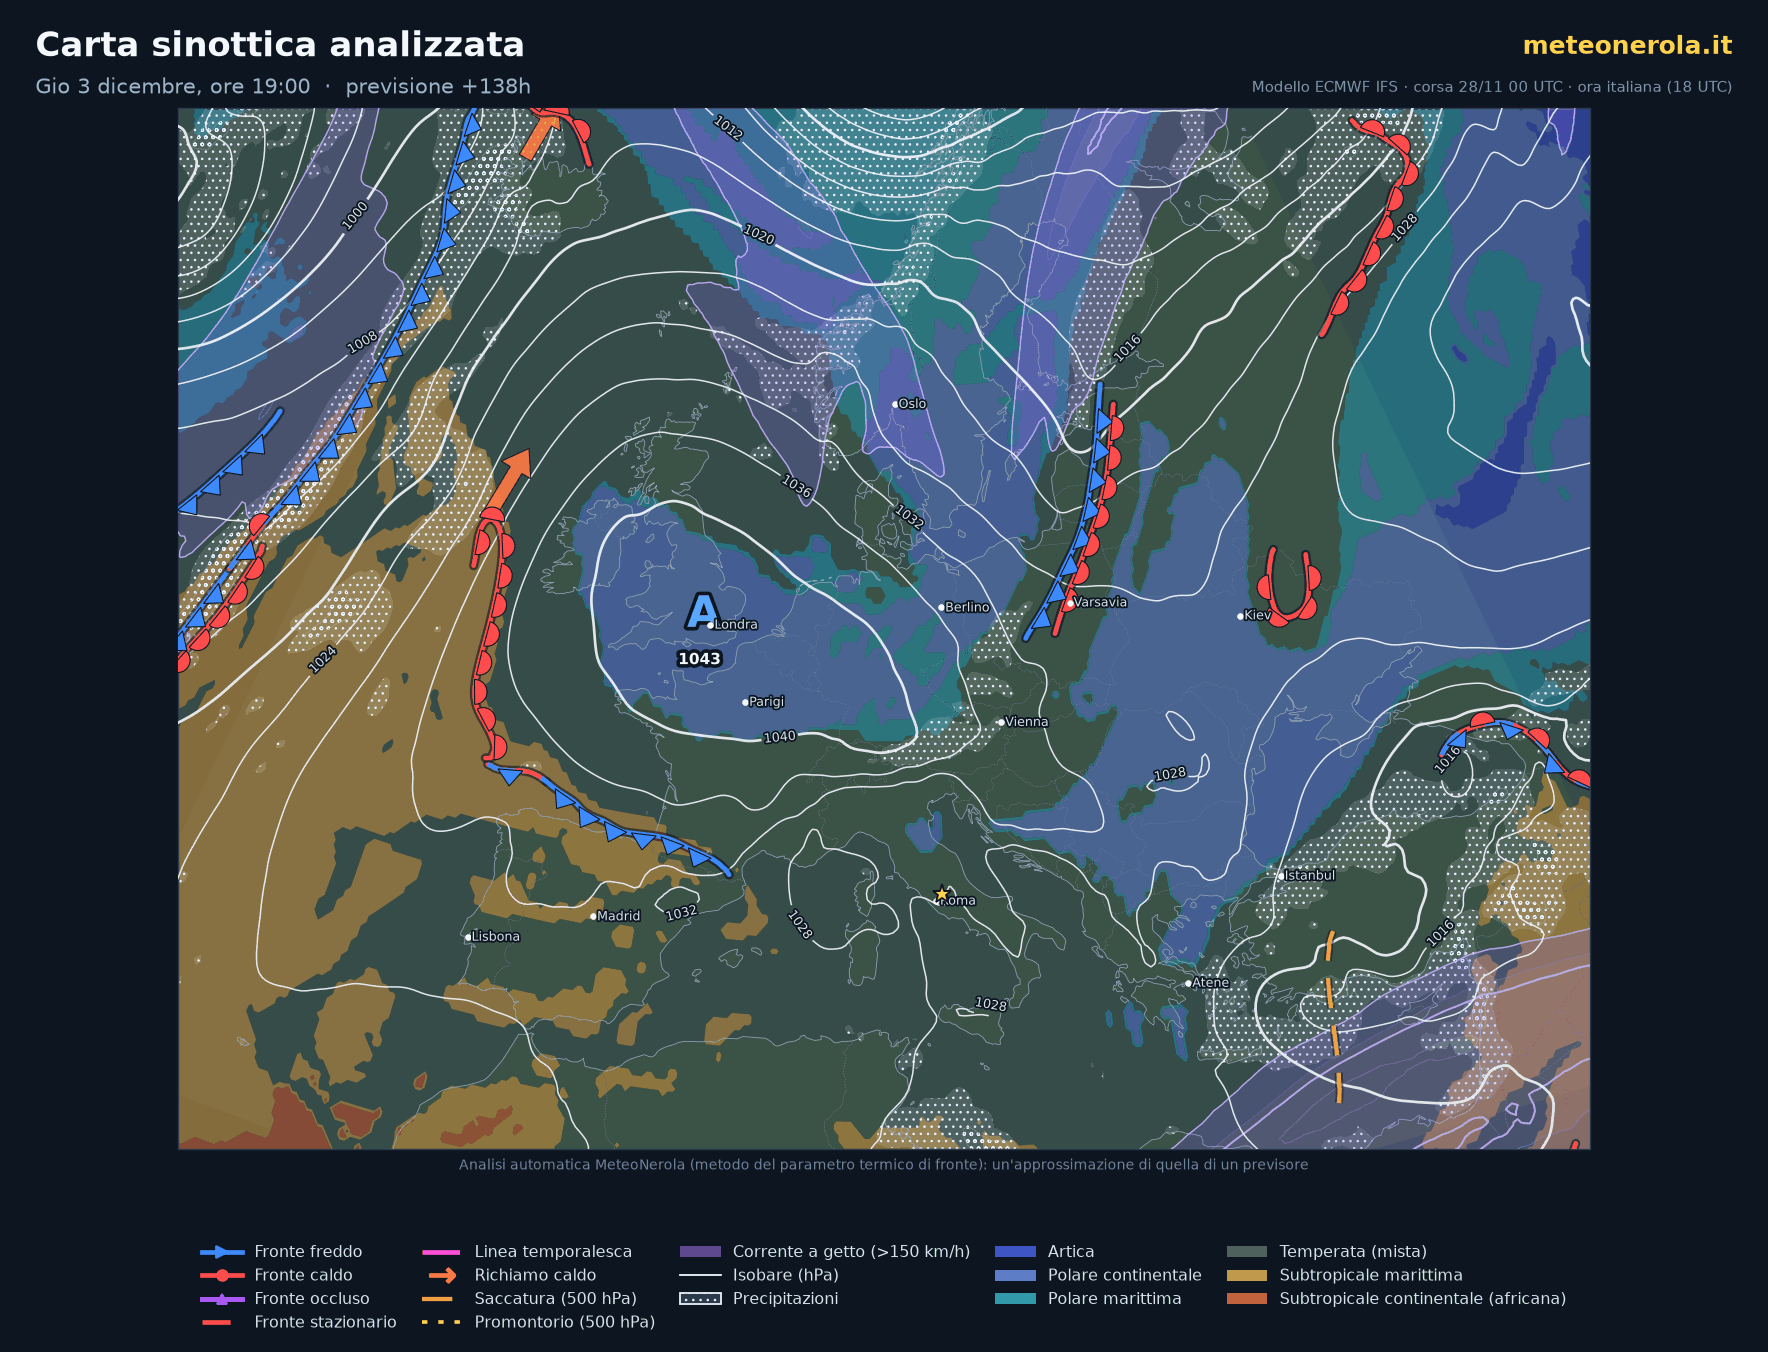 Carta sinottica analizzata
meteonerola.it
Gio 3 dicembre, ore 19:00 · previsione +138h
Modello ECMWF IFS · corsa 28/11 00 UTC · ora italiana (18 UTC)
1012
1000
1020
1028
1008
1016
Oslo
1036
1032
A
Londra
1043
Berlino
Varsavia
Kiev
1024
Parigi
Vienna
1040
1028
1016
Istanbul
Roma
Madrid
1032
1028
1016
Lisbona
Atene
1028
Analisi automatica MeteoNerola (metodo del parametro termico di fronte): un'approssimazione di quella di un previsore
Fronte freddo
Fronte caldo
Fronte occluso
Fronte stazionario
Linea temporalesca
Richiamo caldo
Saccatura (500 hPa)
Promontorio (500 hPa)
Corrente a getto (>150 km/h)
Isobare (hPa)
Precipitazioni
Artica
Polare continentale
Polare marittima
Temperata (mista)
Subtropicale marittima
Subtropicale continentale (africana)